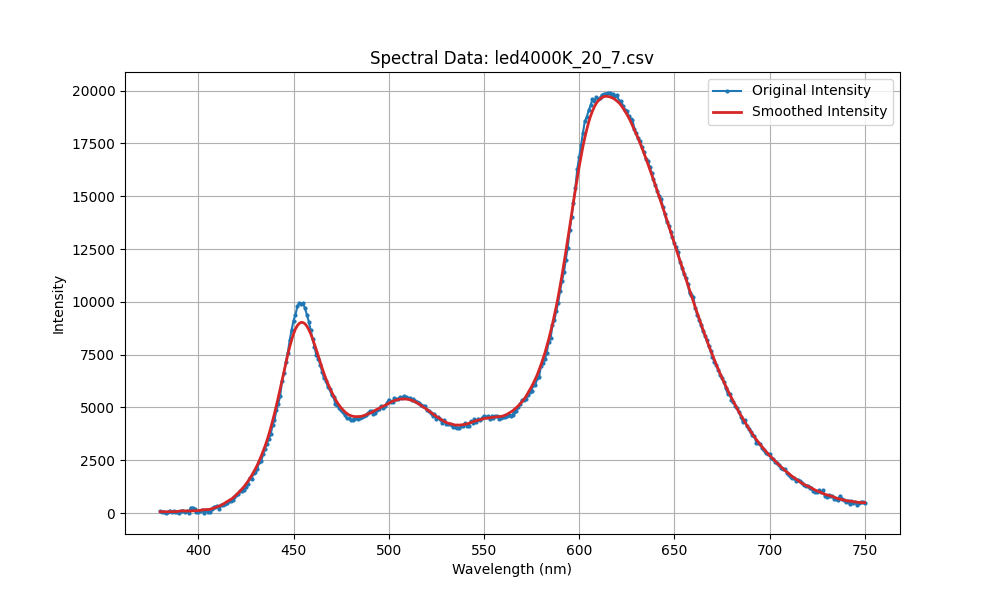 Spectral Data: led4000K_20_7.csv
Original Intensity
Smoothed Intensity
20000
17500
15000
12500
10000
7500
5000
2500
0
Intensity
400 450 500 550 600 650 700 750
Wavelength (nm)